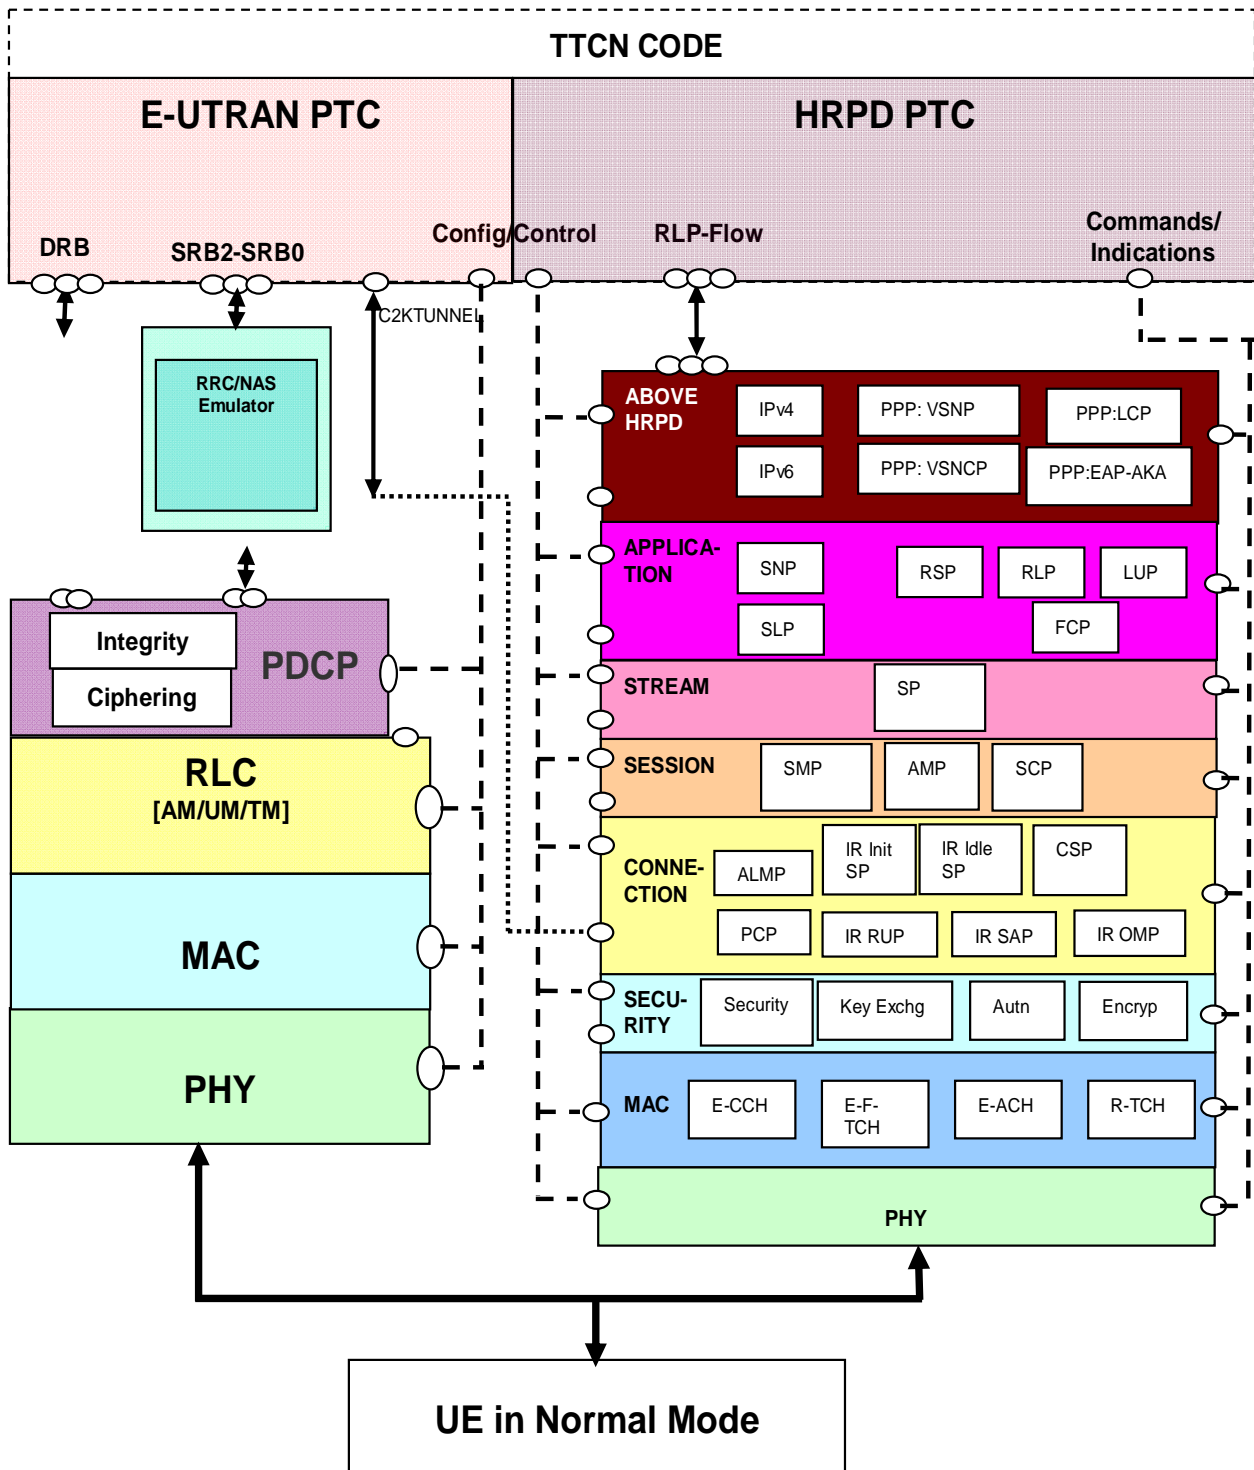 TTCN CODE
E-UTRAN PTC
HRPD PTC
DRB
SRB2-SRB0
Config/Control
RLP-Flow
Commands/
Indications
C2KTUNNEL
RRC/NAS
Emulator
Integrity
Ciphering
PDCP
RLC
[AM/UM/TM]
MAC
PHY
ABOVE
HRPD
IPv4
PPP: VSNP
PPP:LCP
IPv6
PPP: VSNCP
PPP:EAP-AKA
APPLICA-
TION
SNP
RSP
RLP
LUP
SLP
FCP
STREAM
SP
SESSION
SMP
AMP
SCP
CONNE-
CTION
ALMP
IR Init
SP
IR Idle
SP
CSP
PCP
IR RUP
IR SAP
IR OMP
SECU-
RITY
Security
Key Exchg
Autn
Encryp
MAC
E-CCH
E-F-
TCH
E-ACH
R-TCH
PHY
UE in Normal Mode